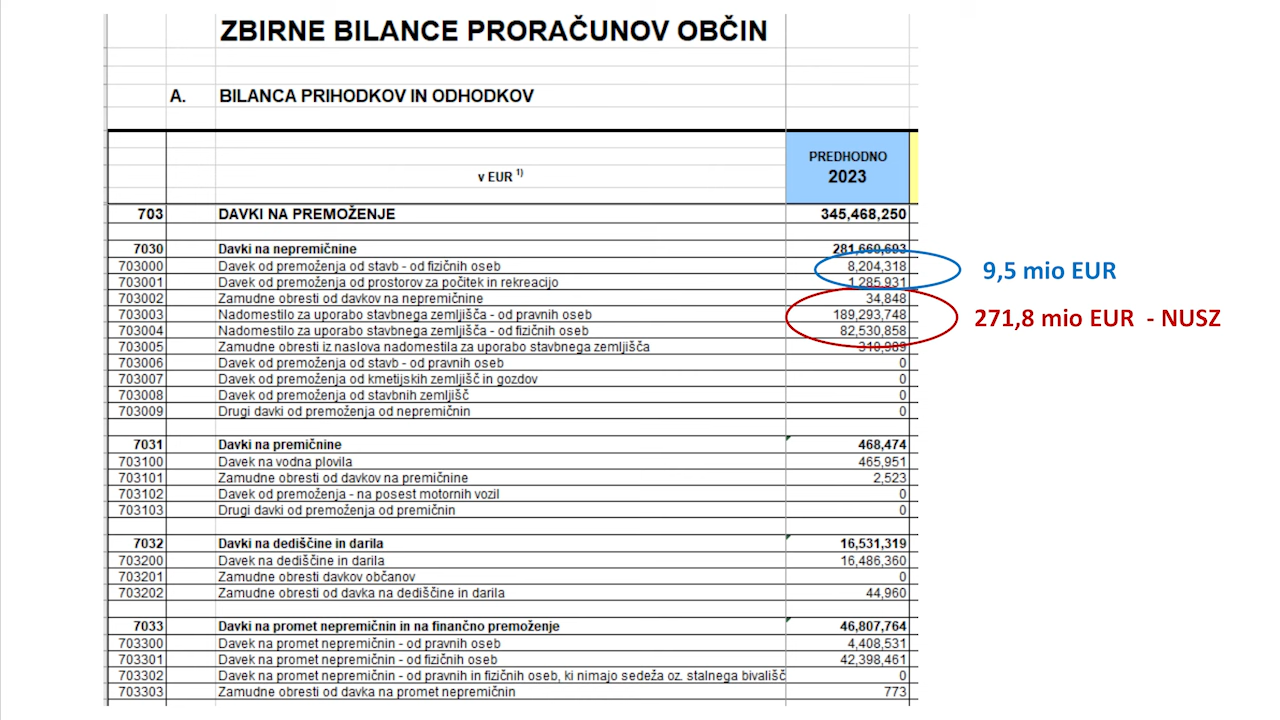 ZBIRNE BILANCE PRORAČUNOV OBČIN
A. BILANCA PRIHODKOV IN ODHODKOV
v EUR 1) PREDHODNO 2023
703 DAVKI NA PREMOŽENJE 345,468,250
7030 Davki na nepremičnine 281,660,693
703000 Davek od premoženja od stavb - od fizičnih oseb 8,204,318
9,5 mio EUR
703001 Davek od premoženja od prostorov za počitek in rekreacijo 1,285,931
703002 Zamudne obresti od davkov na nepremičnine 34,848
703003 Nadomestilo za uporabo stavbnega zemljišča - od pravnih oseb 189,293,748
271,8 mio EUR - NUSZ
703004 Nadomestilo za uporabo stavbnega zemljišča - od fizičnih oseb 82,530,858
703005 Zamudne obresti iz naslova nadomestila za uporabo stavbnega zemljišča 310,989
703006 Davek od premoženja od stavb - od pravnih oseb 0
703007 Davek od premoženja od kmetijskih zemljišč in gozdov 0
703008 Davek od premoženja od stavbnih zemljišč 0
703009 Drugi davki od premoženja od nepremičnin 0
7031 Davki na premičnine 468,474
703100 Davek na vodna plovila 465,951
703101 Zamudne obresti od davkov na premičnine 2,523
703102 Davek od premoženja - na posest motornih vozil 0
703103 Drugi davki od premoženja od premičnin 0
7032 Davki na dediščine in darila 16,531,319
703200 Davek na dediščine in darila 16,486,360
703201 Zamudne obresti davkov občanov 0
703202 Zamudne obresti od davka na dediščine in darila 44,960
7033 Davki na promet nepremičnin in na finančno premoženje 46,807,764
703300 Davek na promet nepremičnin - od pravnih oseb 4,408,531
703301 Davek na promet nepremičnin - od fizičnih oseb 42,398,461
703302 Davek na promet nepremičnin - od pravnih in fizičnih oseb, ki nimajo sedeža oz. stalnega bivališč 0
703303 Zamudne obresti od davka na promet nepremičnin 773